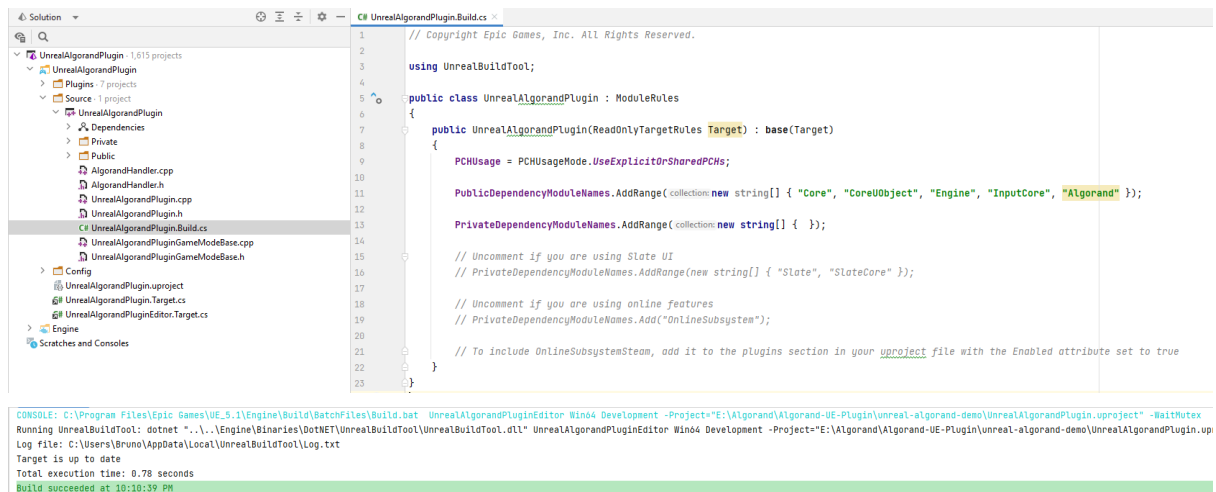 Solution
UnrealAlgorandPlugin · 1,615 projects
UnrealAlgorandPlugin
Plugins · 7 projects
Source · 1 project
UnrealAlgorandPlugin
Dependencies
Private
Public
AlgorandHandler.cpp
AlgorandHandler.h
UnrealAlgorandPlugin.cpp
UnrealAlgorandPlugin.h
C# UnrealAlgorandPlugin.Build.cs
UnrealAlgorandPluginGameModeBase.cpp
UnrealAlgorandPluginGameModeBase.h
Config
UnrealAlgorandPlugin.uproject
UnrealAlgorandPlugin.Target.cs
UnrealAlgorandPluginEditor.Target.cs
Engine
Scratches and Consoles
C# UnrealAlgorandPlugin.Build.cs
1 // Copyright Epic Games, Inc. All Rights Reserved.
2
3 using UnrealBuildTool;
4
5 public class UnrealAlgorandPlugin : ModuleRules
6 {
7 public UnrealAlgorandPlugin(ReadOnlyTargetRules Target) : base(Target)
8 {
9 PCHUsage = PCHUsageMode.UseExplicitOrSharedPCHs;
10
11 PublicDependencyModuleNames.AddRange( collection: new string[] { "Core", "CoreUObject", "Engine", "InputCore", "Algorand" });
12
13 PrivateDependencyModuleNames.AddRange( collection: new string[] {  });
14
15 // Uncomment if you are using Slate UI
16 // PrivateDependencyModuleNames.AddRange(new string[] { "Slate", "SlateCore" });
17
18 // Uncomment if you are using online features
19 // PrivateDependencyModuleNames.Add("OnlineSubsystem");
20
21 // To include OnlineSubsystemSteam, add it to the plugins section in your uproject file with the Enabled attribute set to true
22 }
23 }
CONSOLE: C:\Program Files\Epic Games\UE_5.1\Engine\Build\BatchFiles\Build.bat  UnrealAlgorandPluginEditor Win64 Development -Project="E:\Algorand\Algorand-UE-Plugin\unreal-algorand-demo\UnrealAlgorandPlugin.uproject" -WaitMutex
Running UnrealBuildTool: dotnet "..\..\Engine\Binaries\DotNET\UnrealBuildTool\UnrealBuildTool.dll" UnrealAlgorandPluginEditor Win64 Development -Project="E:\Algorand\Algorand-UE-Plugin\unreal-algorand-demo\UnrealAlgorandPlugin.upr
Log file: C:\Users\Bruno\AppData\Local\UnrealBuildTool\Log.txt
Target is up to date
Total execution time: 0.78 seconds
Build succeeded at 10:10:39 PM